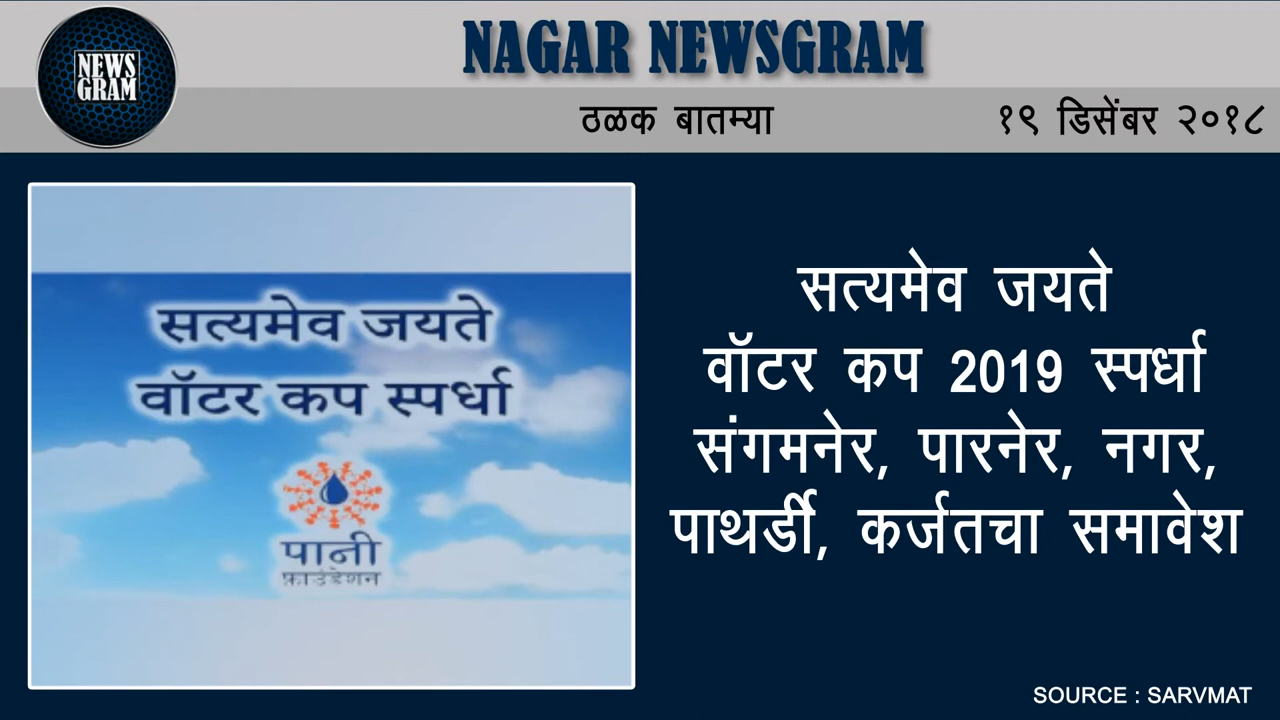 NEWS
GRAM
NAGAR NEWSGRAM
ठळक बातम्या
१९ डिसेंबर २०१८
सत्यमेव जयते
वॉटर कप स्पर्धा
पानी
फ़ाउंडेशन
सत्यमेव जयते
वॉटर कप 2019 स्पर्धा
संगमनेर, पारनेर, नगर,
पाथर्डी, कर्जतचा समावेश
SOURCE : SARVMAT